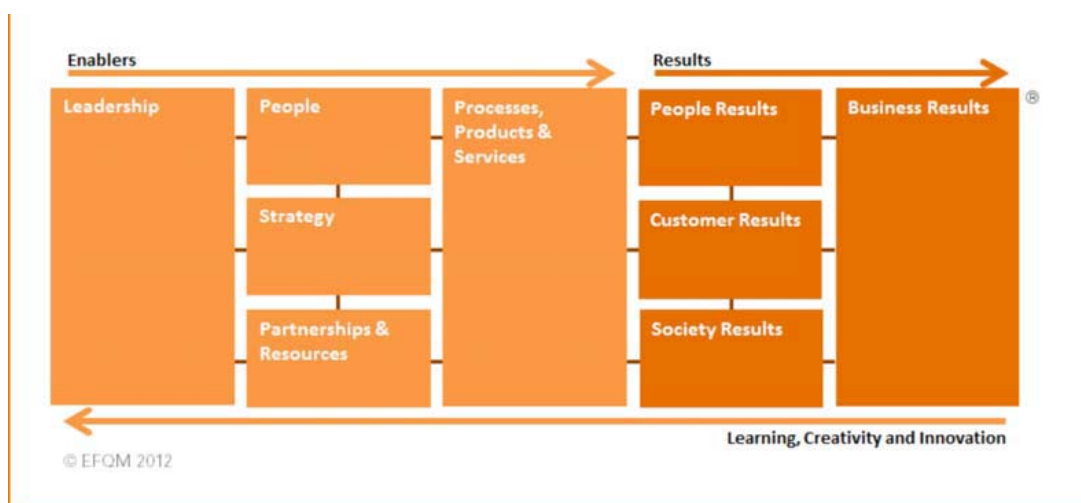 Enablers
Results
Leadership
People
Processes,
Products &
Services
People Results
Business Results
®
Strategy
Customer Results
Partnerships &
Resources
Society Results
Learning, Creativity and Innovation
© EFQM 2012